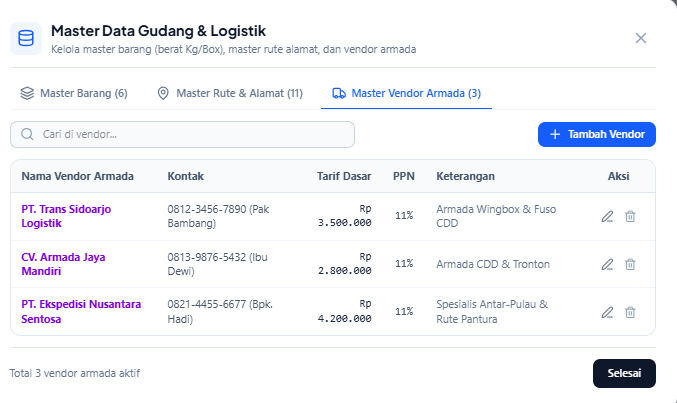 Master Data Gudang & Logistik
Kelola master barang (berat Kg/Box), master rute alamat, dan vendor armada
Master Barang (6)
Master Rute & Alamat (11)
Master Vendor Armada (3)
Cari di vendor...
Tambah Vendor
Nama Vendor Armada Kontak Tarif Dasar PPN Keterangan Aksi
PT. Trans Sidoarjo 0812-3456-7890 (Pak Rp 11% Armada Wingbox & Fuso
Logistik Bambang) 3.500.000 CDD
CV. Armada Jaya 0813-9876-5432 (Ibu Rp 11% Armada CDD & Tronton
Mandiri Dewi) 2.800.000
PT. Ekspedisi Nusantara 0821-4455-6677 (Bpk. Rp 11% Spesialis Antar-Pulau &
Sentosa Hadi) 4.200.000 Rute Pantura
Total 3 vendor armada aktif
Selesai